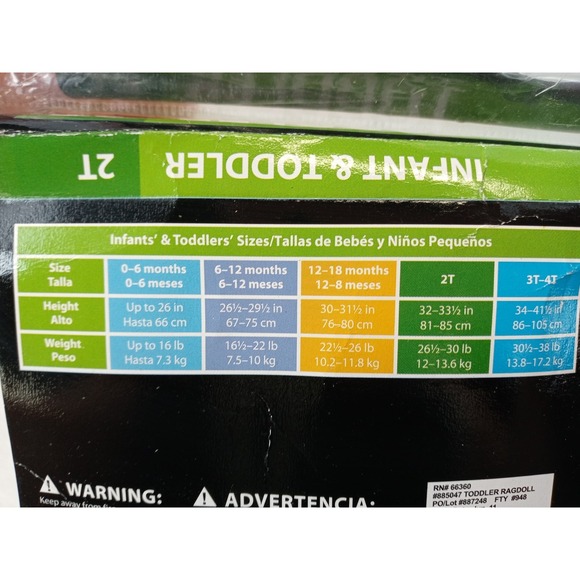 INFANT & TODDLER 2T
Infants' & Toddlers' Sizes/Tallas de Bebés y Niños Pequeños
Size Talla
0–6 months 0–6 meses
6–12 months 6–12 meses
12–18 months 12–8 meses
2T
3T–4T
Height Alto
Up to 26 in Hasta 66 cm
26½–29½ in 67–75 cm
30–31½ in 76–80 cm
32–33½ in 81–85 cm
34–41½ in 86–105 cm
Weight Peso
Up to 16 lb Hasta 7.3 kg
16½–22 lb 7.5–10 kg
22½–26 lb 10.2–11.8 kg
26½–30 lb 12–13.6 kg
30½–38 lb 13.8–17.2 kg
WARNING:
Keep away from
ADVERTENCIA:
RN# 66360
#885047 TODDLER RAGDOLL
PO/Lot #887248 FTY #948